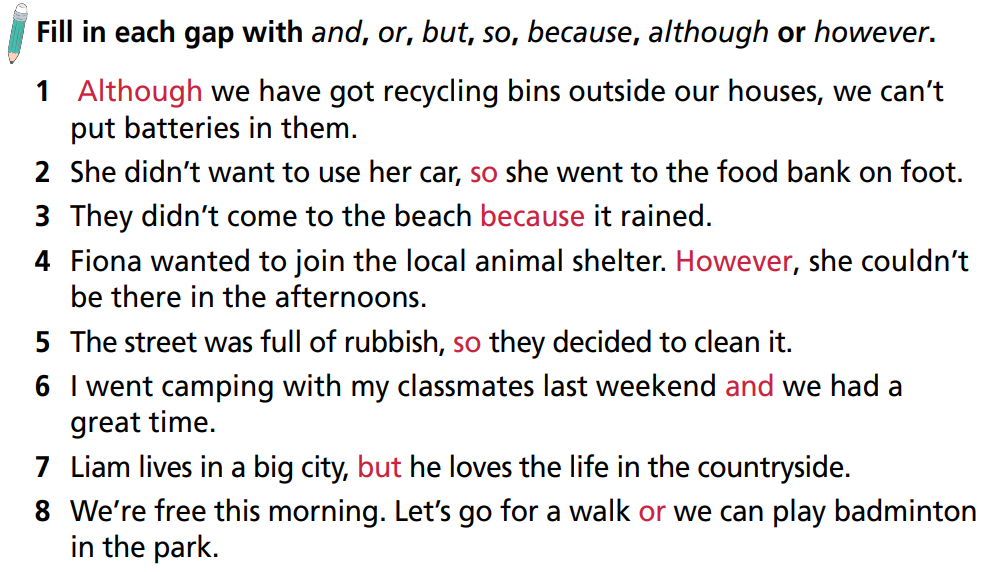 Fill in each gap with and, or, but, so, because, although or however.
1 Although we have got recycling bins outside our houses, we can't
put batteries in them.
2 She didn't want to use her car, so she went to the food bank on foot.
3 They didn't come to the beach because it rained.
4 Fiona wanted to join the local animal shelter. However, she couldn't
be there in the afternoons.
5 The street was full of rubbish, so they decided to clean it.
6 I went camping with my classmates last weekend and we had a
great time.
7 Liam lives in a big city, but he loves the life in the countryside.
8 We're free this morning. Let's go for a walk or we can play badminton
in the park.